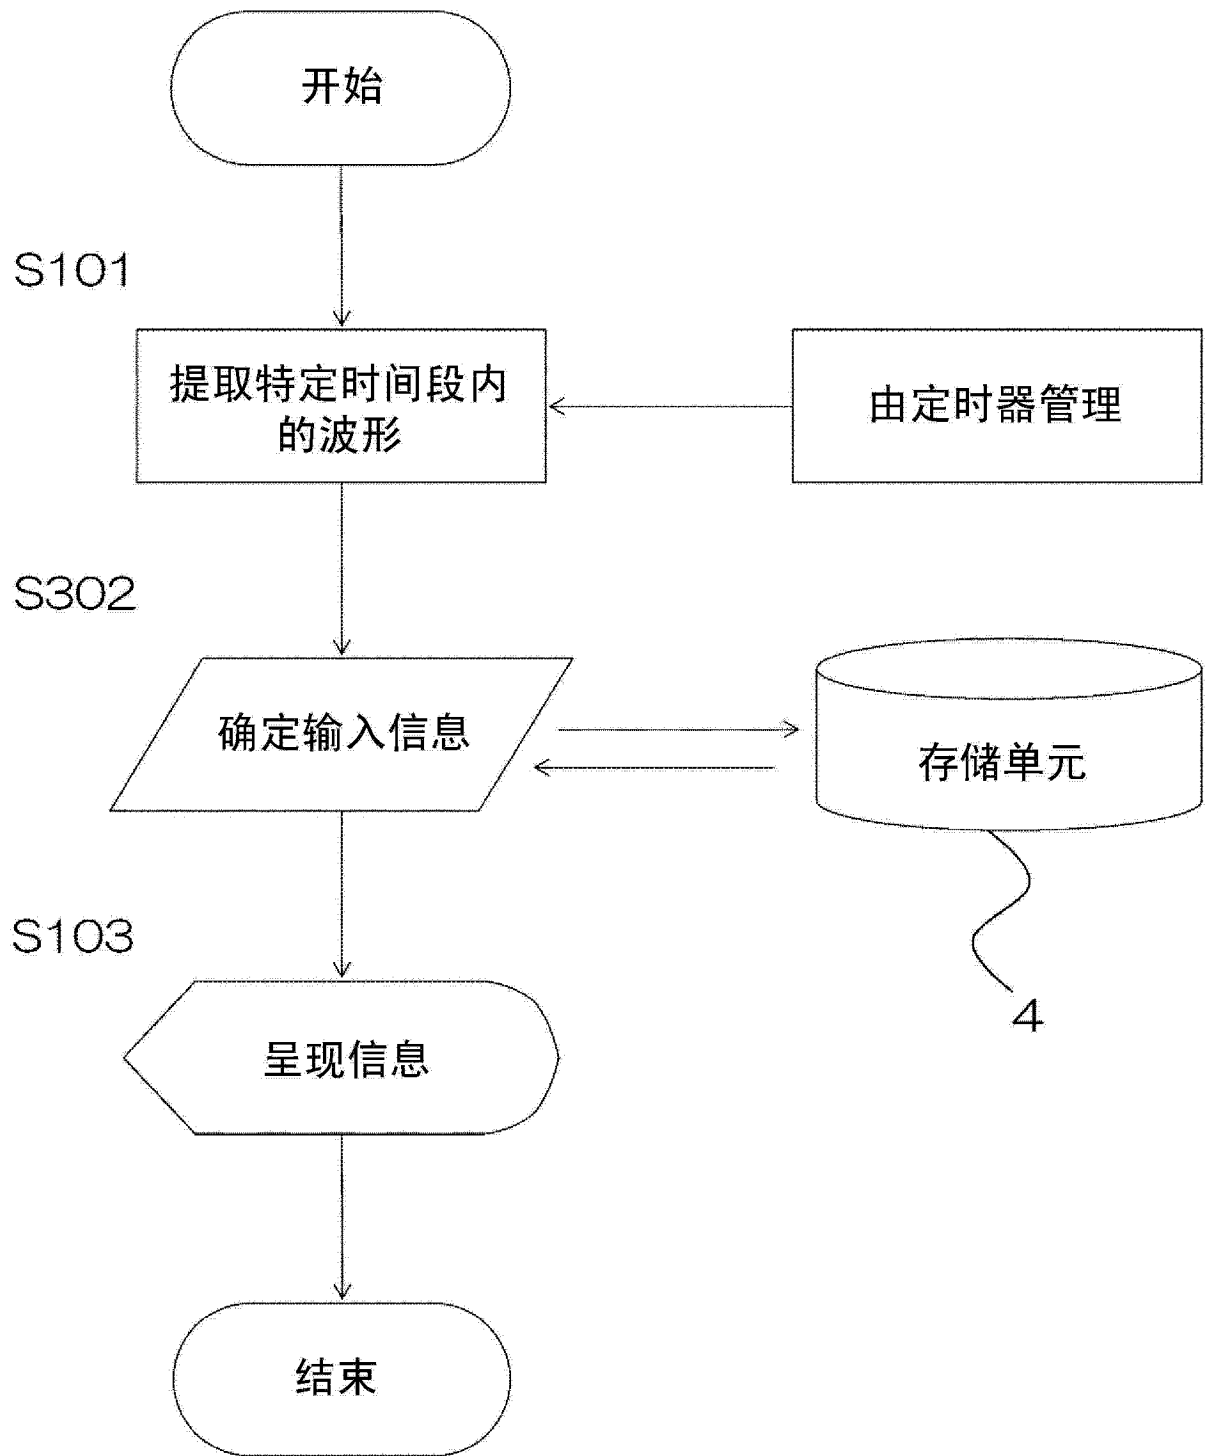 开始
S101
提取特定时间段内
的波形
由定时器管理
S302
确定输入信息
存储单元
S103
4
呈现信息
结束